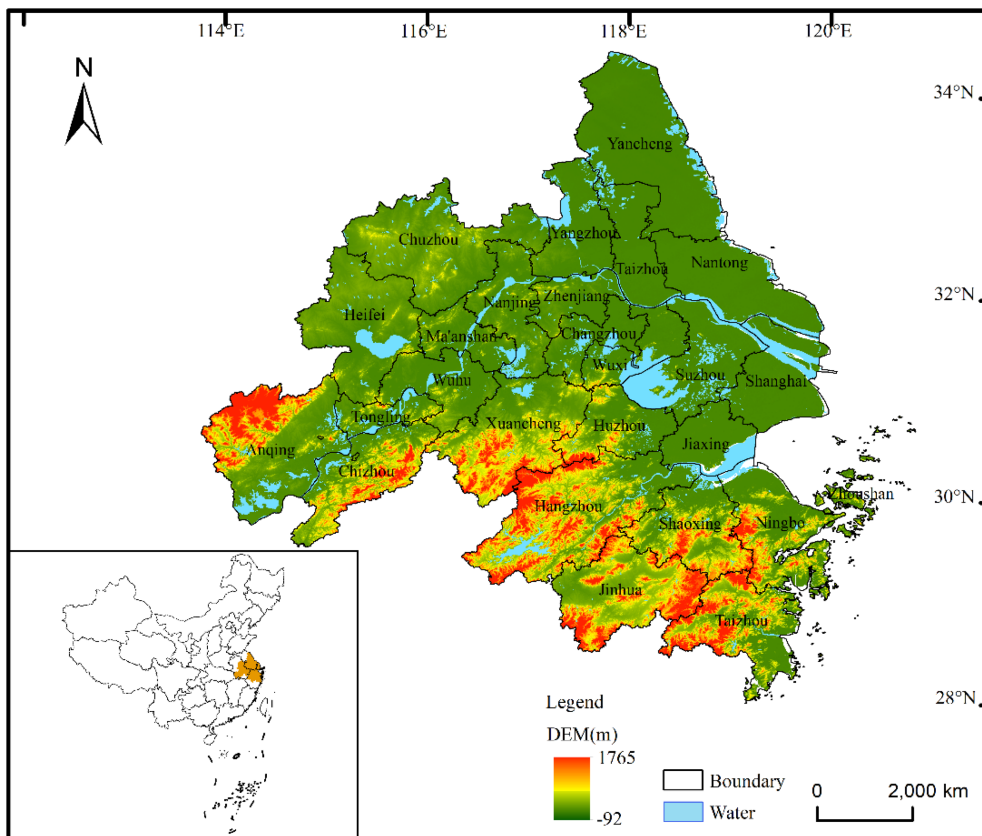 114°E 116°E 118°E 120°E
N
34°N
Yancheng
Chuzhou
Yangzhou
Taizhou
Nantong
32°N
Nanjing
Zhenjiang
Heifei
Ma'anshan
Changzhou
Wuxi
Suzhou
Shanghai
Wuhu
Tongling
Xuancheng
Huzhou
Jiaxing
Anqing
Chizhou
30°N
Hangzhou
Shaoxing
Ningbo
Zhoushan
Jinhua
Taizhou
28°N
Legend
DEM(m)
1765
-92
Boundary
Water
0 2,000 km